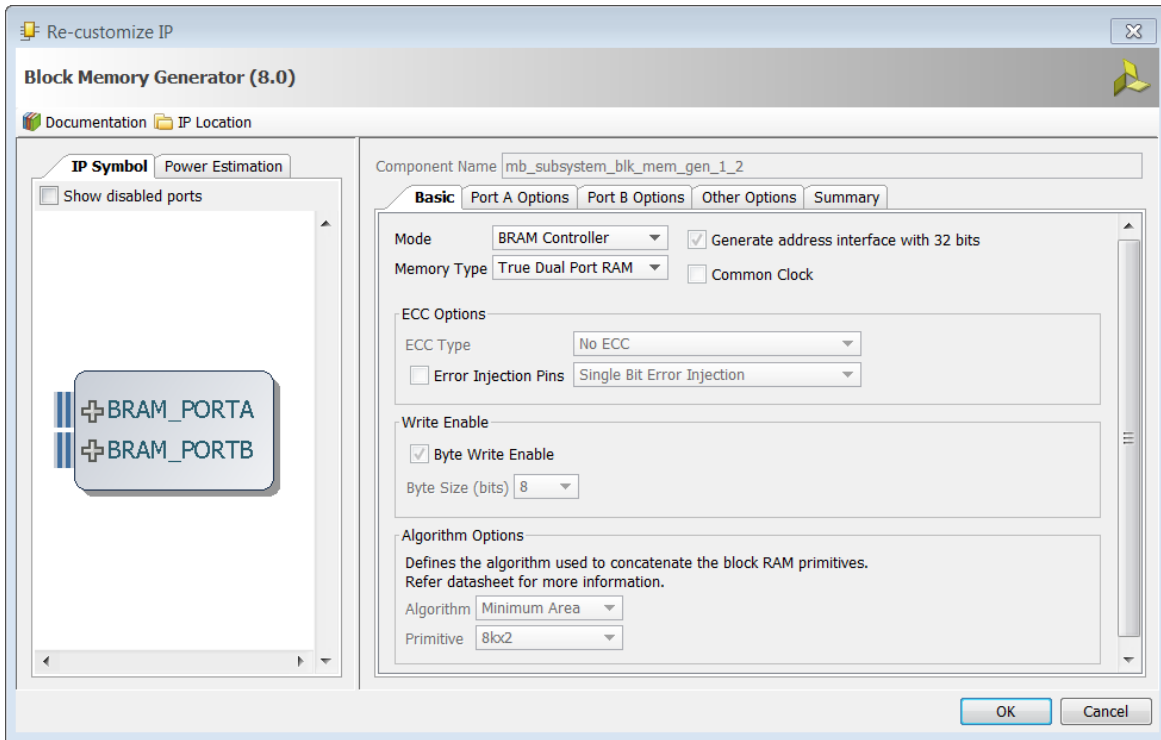 Re-customize IP
Block Memory Generator (8.0)
Documentation IP Location
IP Symbol Power Estimation
Show disabled ports
BRAM_PORTA
BRAM_PORTB
Component Name mb_subsystem_blk_mem_gen_1_2
Basic Port A Options Port B Options Other Options Summary
Mode BRAM Controller Generate address interface with 32 bits
Memory Type True Dual Port RAM Common Clock
ECC Options
ECC Type No ECC
Error Injection Pins Single Bit Error Injection
Write Enable
Byte Write Enable
Byte Size (bits) 8
Algorithm Options
Defines the algorithm used to concatenate the block RAM primitives.
Refer datasheet for more information.
Algorithm Minimum Area
Primitive 8kx2
OK Cancel